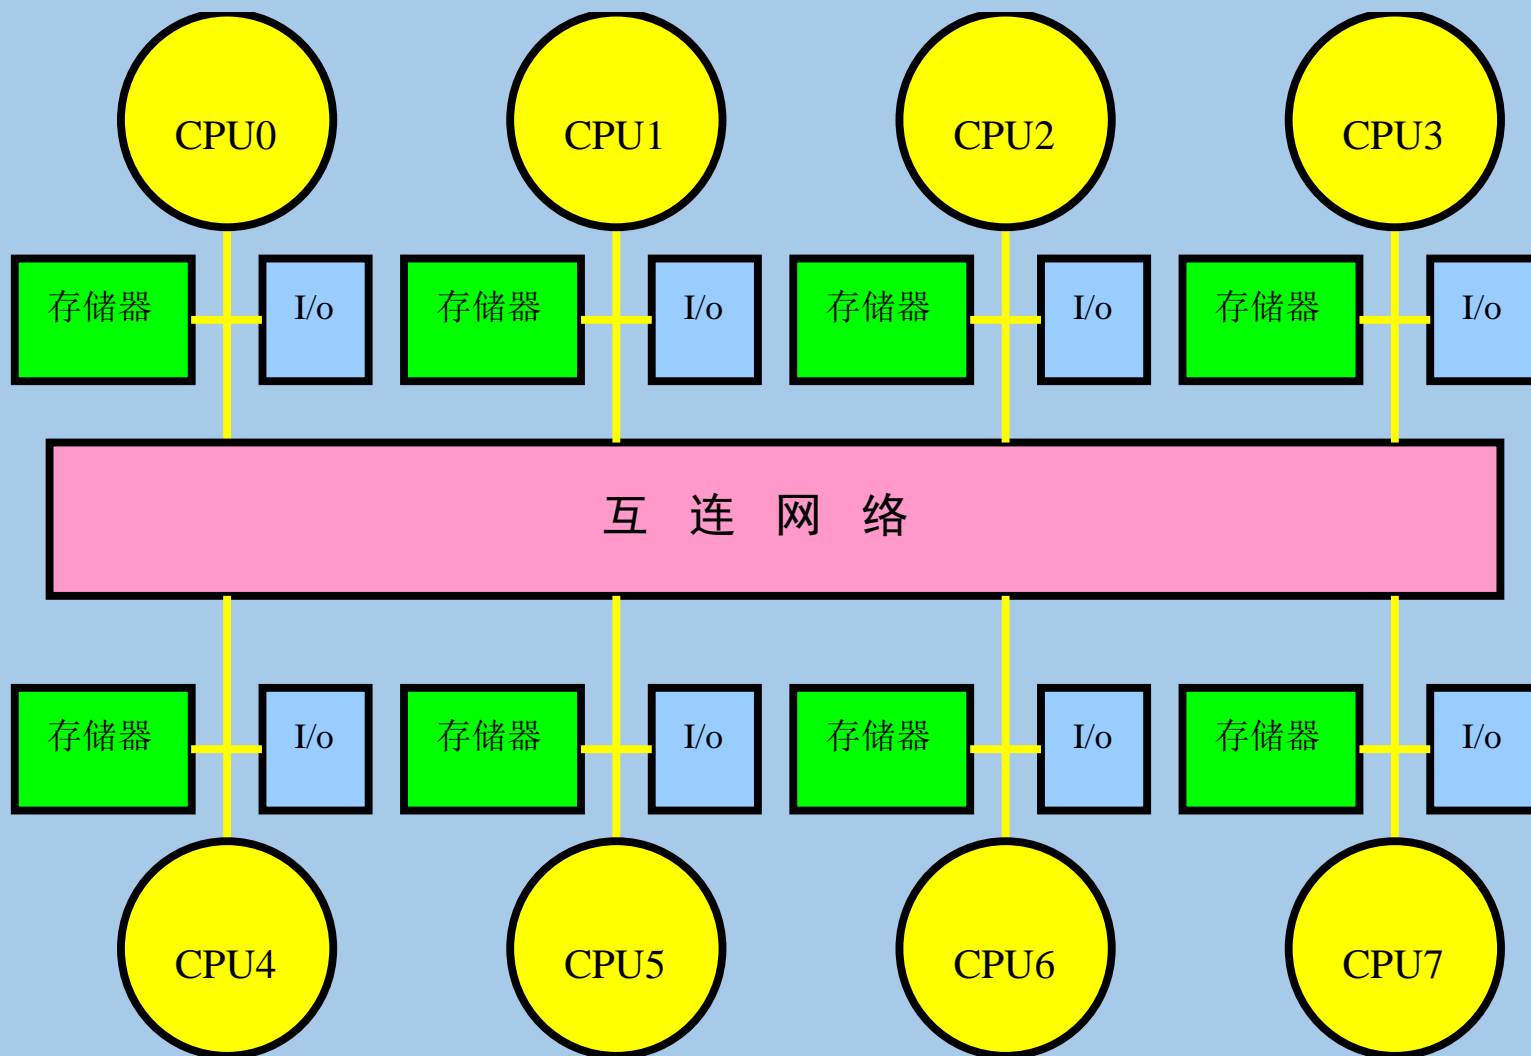 CPU0 CPU1 CPU2 CPU3
存储器 I/o 存储器 I/o 存储器 I/o 存储器 I/o
互 连 网 络
存储器 I/o 存储器 I/o 存储器 I/o 存储器 I/o
CPU4 CPU5 CPU6 CPU7